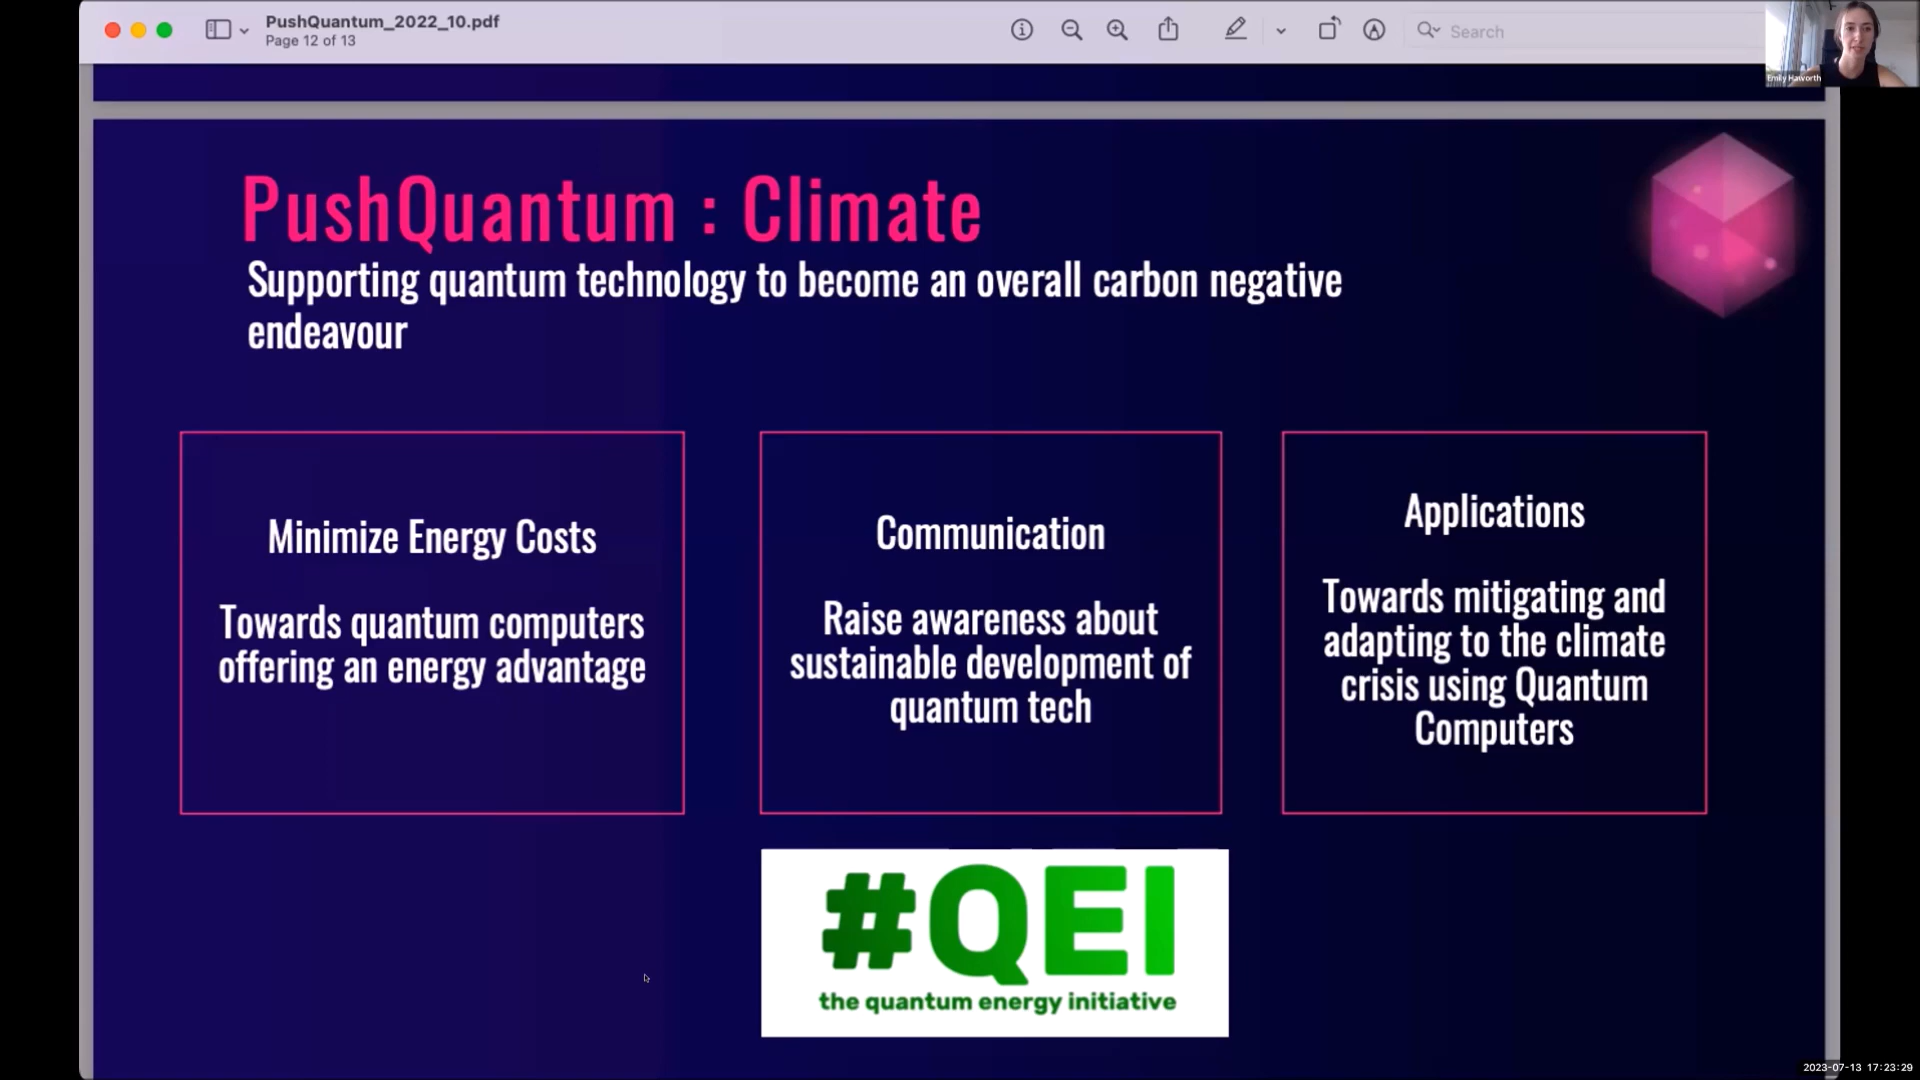 PushQuantum_2022_10.pdf
Page 12 of 13
Search
Emily Haworth
PushQuantum : Climate
Supporting quantum technology to become an overall carbon negative
endeavour
Minimize Energy Costs
Towards quantum computers
offering an energy advantage
Communication
Raise awareness about
sustainable development of
quantum tech
Applications
Towards mitigating and
adapting to the climate
crisis using Quantum
Computers
#QEI
the quantum energy initiative
2023-07-13 17:23:29